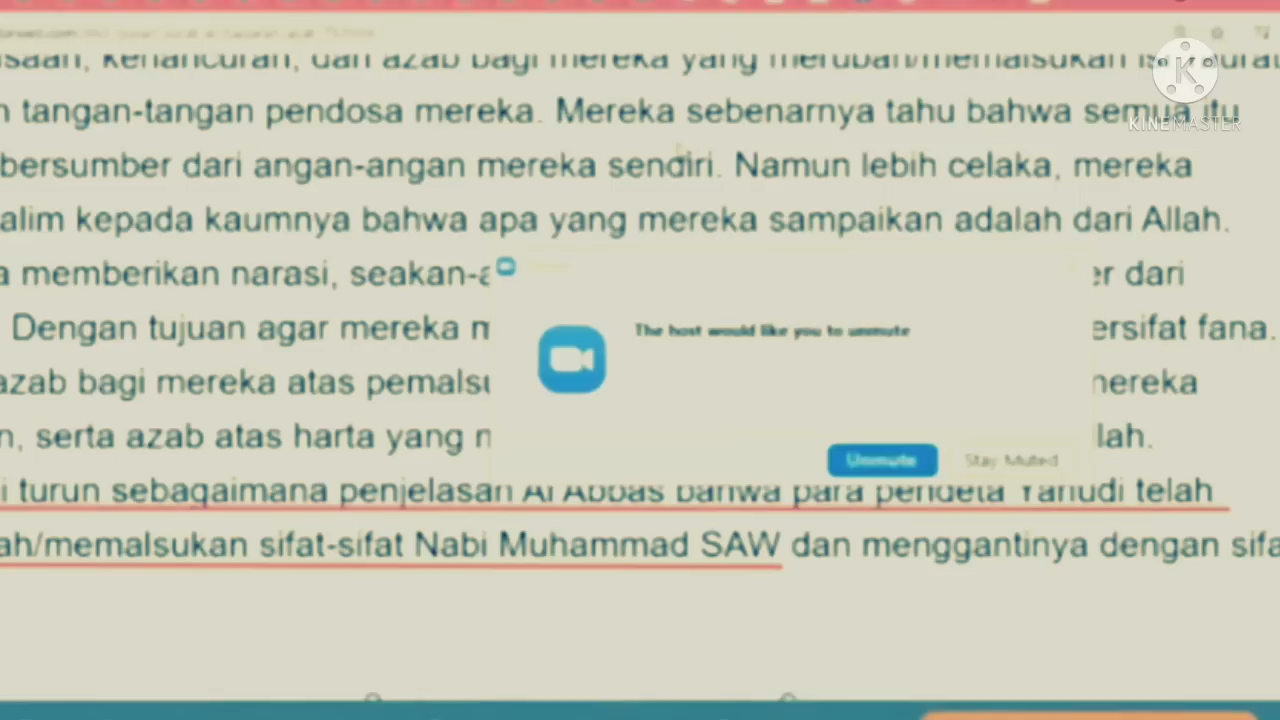 KINEMASTER
tangan-tangan pendosa mereka. Mereka sebenarnya tahu bahwa semua itu
bersumber dari angan-angan mereka sendiri. Namun lebih celaka, mereka
alim kepada kaumnya bahwa apa yang mereka sampaikan adalah dari Allah.
memberikan narasi, seakan-a er dari
Dengan tujuan agar mereka m ersifat fana.
azab bagi mereka atas pemalsu nereka
n, serta azab atas harta yang n lah.
The host would like you to unmute
Unmute Stay Muted
i turun sebagaimana penjelasan Al Abbas bahwa para pendeta Yahudi telah
ah/memalsukan sifat-sifat Nabi Muhammad SAW dan menggantinya dengan sifa